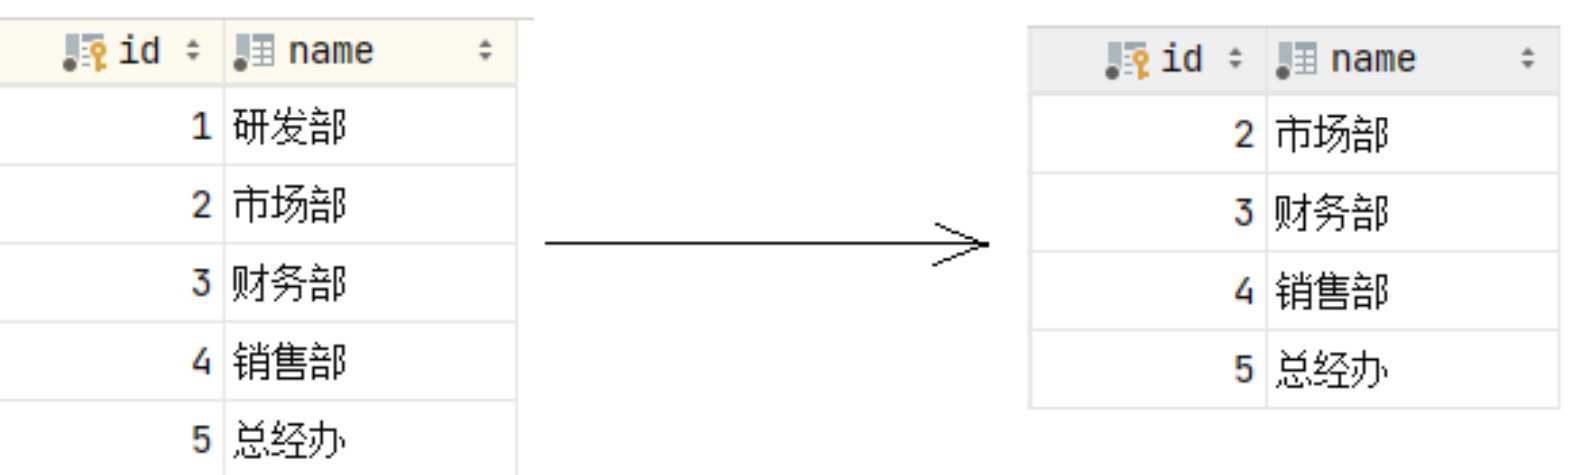 id name
1 研发部
2 市场部
3 财务部
4 销售部
5 总经办
id name
2 市场部
3 财务部
4 销售部
5 总经办